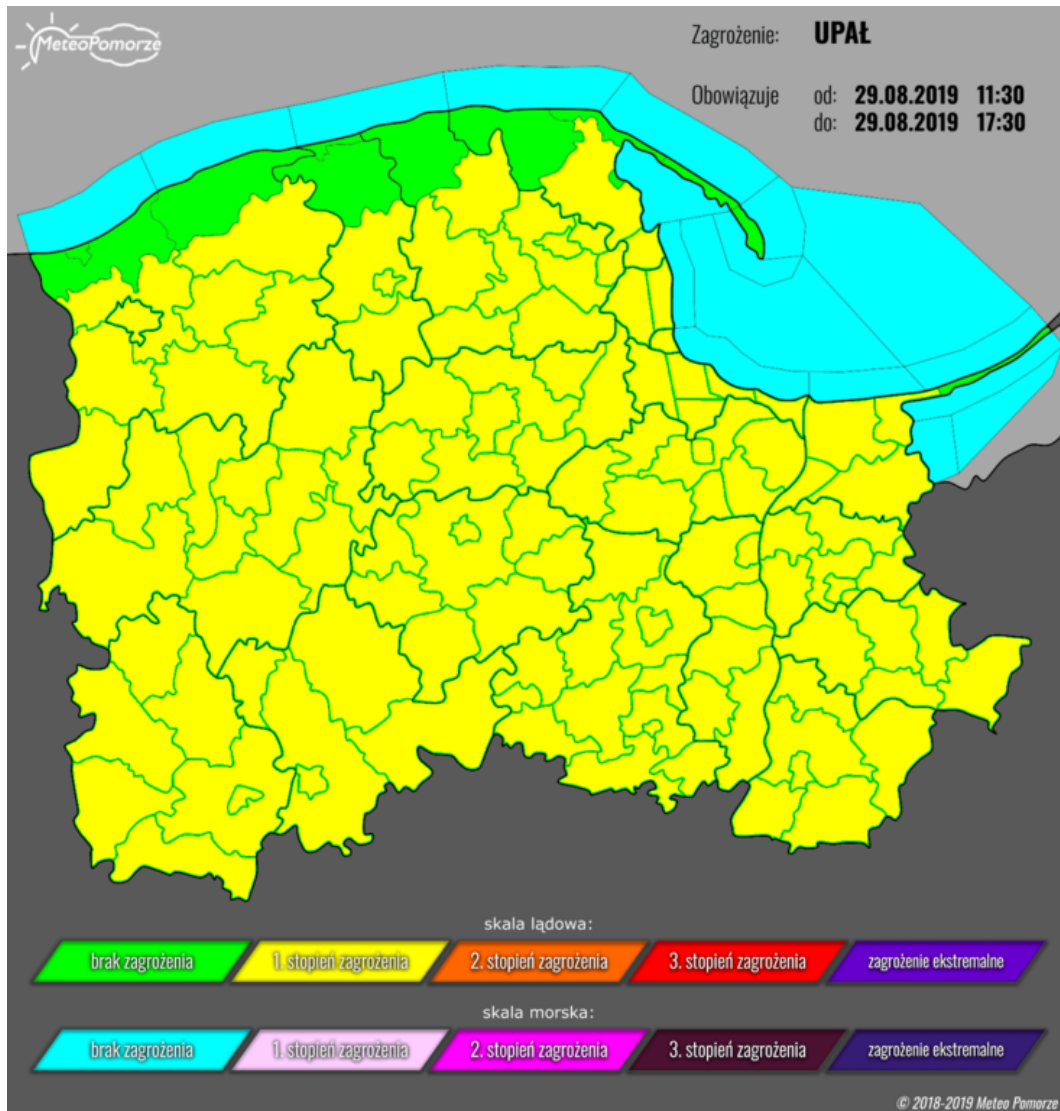 MeteoPomorze
Zagrożenie: UPAŁ
Obowiązuje od: 29.08.2019 11:30
do: 29.08.2019 17:30
skala lądowa:
brak zagrożenia 1. stopień zagrożenia 2. stopień zagrożenia 3. stopień zagrożenia zagrożenie ekstremalne
skala morska:
brak zagrożenia 1. stopień zagrożenia 2. stopień zagrożenia 3. stopień zagrożenia zagrożenie ekstremalne
© 2018-2019 Meteo Pomorze